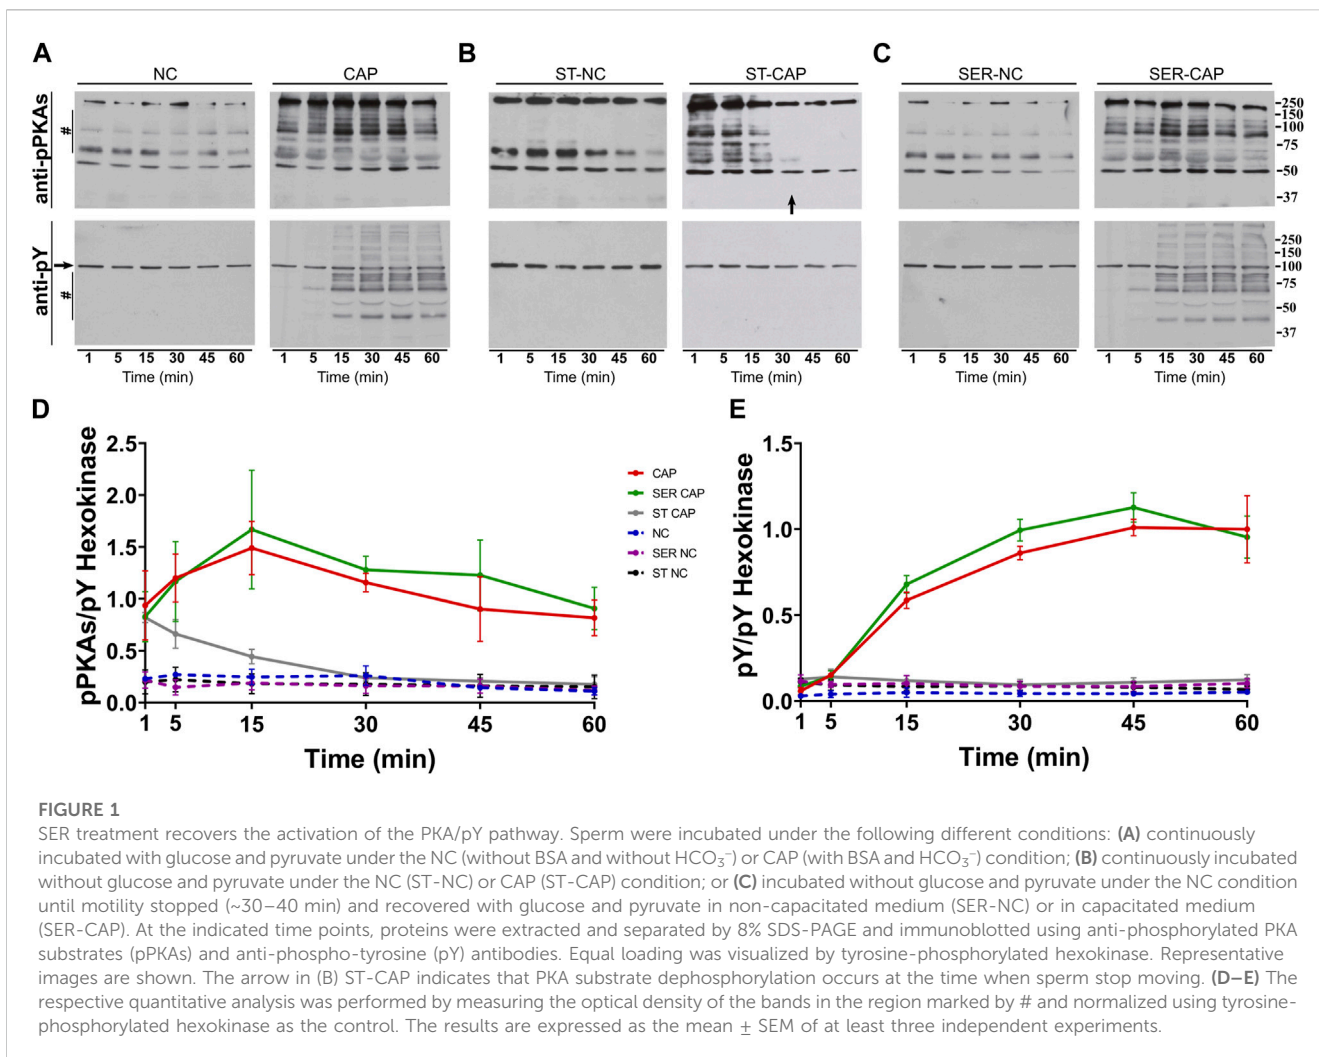 A
B
C
NC
CAP
ST-NC
ST-CAP
SER-NC
SER-CAP
anti-pPKAs
#
-250
-150
-100
-75
-50
-37
anti-pY
#
-250
-150
-100
-75
-50
-37
1 5 15 30 45 60
1 5 15 30 45 60
1 5 15 30 45 60
1 5 15 30 45 60
1 5 15 30 45 60
1 5 15 30 45 60
Time (min)
Time (min)
Time (min)
Time (min)
Time (min)
Time (min)
D
pPKAs/pY Hexokinase
2.5
2.0
1.5
1.0
0.5
0.0
1 5 15 30 45 60
Time (min)
CAP
SER CAP
ST CAP
NC
SER NC
ST NC
E
pY/pY Hexokinase
1.5
1.0
0.5
0.0
1 5 15 30 45 60
Time (min)
FIGURE 1
SER treatment recovers the activation of the PKA/pY pathway. Sperm were incubated under the following different conditions: (A) continuously
incubated with glucose and pyruvate under the NC (without BSA and without HCO₃⁻) or CAP (with BSA and HCO₃⁻) condition; (B) continuously incubated
without glucose and pyruvate under the NC (ST-NC) or CAP (ST-CAP) condition; or (C) incubated without glucose and pyruvate under the NC condition
until motility stopped (~30–40 min) and recovered with glucose and pyruvate in non-capacitated medium (SER-NC) or in capacitated medium
(SER-CAP). At the indicated time points, proteins were extracted and separated by 8% SDS-PAGE and immunoblotted using anti-phosphorylated PKA
substrates (pPKAs) and anti-phospho-tyrosine (pY) antibodies. Equal loading was visualized by tyrosine-phosphorylated hexokinase. Representative
images are shown. The arrow in (B) ST-CAP indicates that PKA substrate dephosphorylation occurs at the time when sperm stop moving. (D–E) The
respective quantitative analysis was performed by measuring the optical density of the bands in the region marked by # and normalized using tyrosine-
phosphorylated hexokinase as the control. The results are expressed as the mean ± SEM of at least three independent experiments.